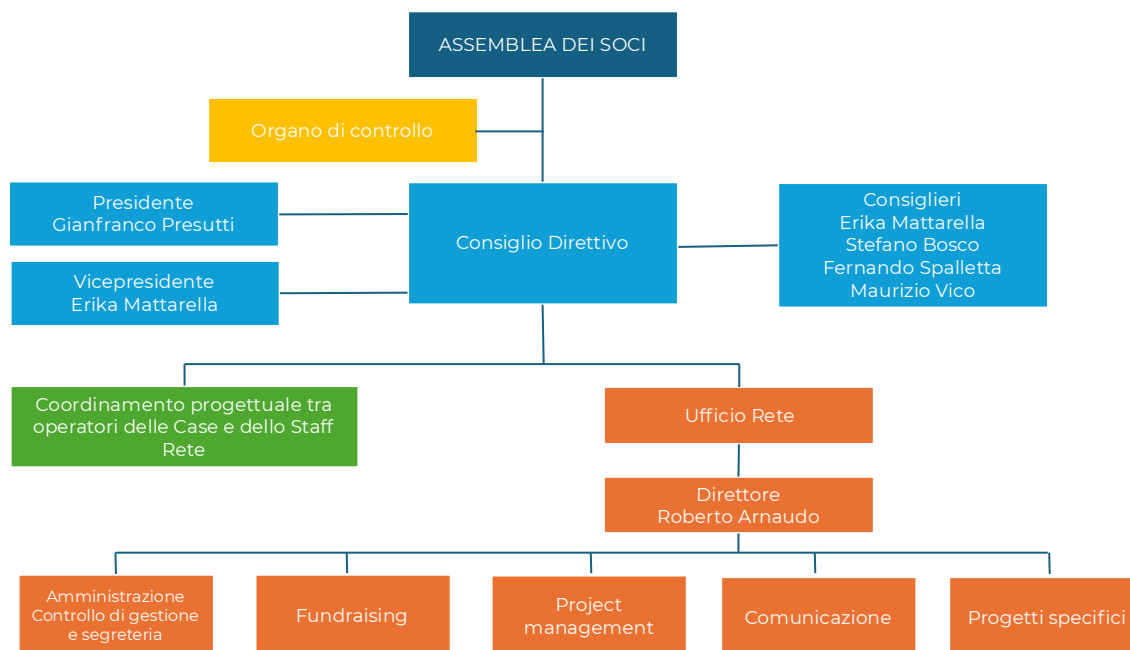 ASSEMBLEA DEI SOCI
Organo di controllo
Presidente
Gianfranco Presutti
Consiglio Direttivo
Consiglieri
Erika Mattarella
Stefano Bosco
Fernando Spalletta
Maurizio Vico
Vicepresidente
Erika Mattarella
Coordinamento progettuale tra
operatori delle Case e dello Staff
Rete
Ufficio Rete
Direttore
Roberto Arnaudo
Amministrazione
Controllo di gestione
e segreteria
Fundraising
Project
management
Comunicazione
Progetti specifici